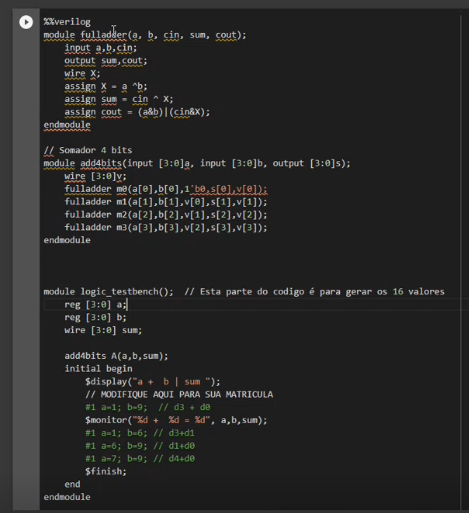 %%verilog
module fulladder(a, b, cin, sum, cout);
input a,b,cin;
output sum,cout;
wire X;
assign X = a ^b;
assign sum = cin ^ X;
assign cout = (a&b)|(cin&X);
endmodule
// Somador 4 bits
module add4bits(input [3:0]a, input [3:0]b, output [3:0]s);
wire [3:0]v;
fulladder m0(a[0],b[0],1'b0,s[0],v[0]);
fulladder m1(a[1],b[1],v[0],s[1],v[1]);
fulladder m2(a[2],b[2],v[1],s[2],v[2]);
fulladder m3(a[3],b[3],v[2],s[3],v[3]);
endmodule
module logic_testbench();  // Esta parte do codigo é para gerar os 16 valores
reg [3:0] a;
reg [3:0] b;
wire [3:0] sum;
add4bits A(a,b,sum);
initial begin
$display("a +  b | sum ");
// MODIFIQUE AQUI PARA SUA MATRICULA
#1 a=1; b=9;  // d3 + d0
$monitor("%d +  %d = %d", a,b,sum);
#1 a=1; b=6; // d3+d1
#1 a=6; b=9; // d1+d0
#1 a=7; b=9; // d4+d0
$finish;
end
endmodule